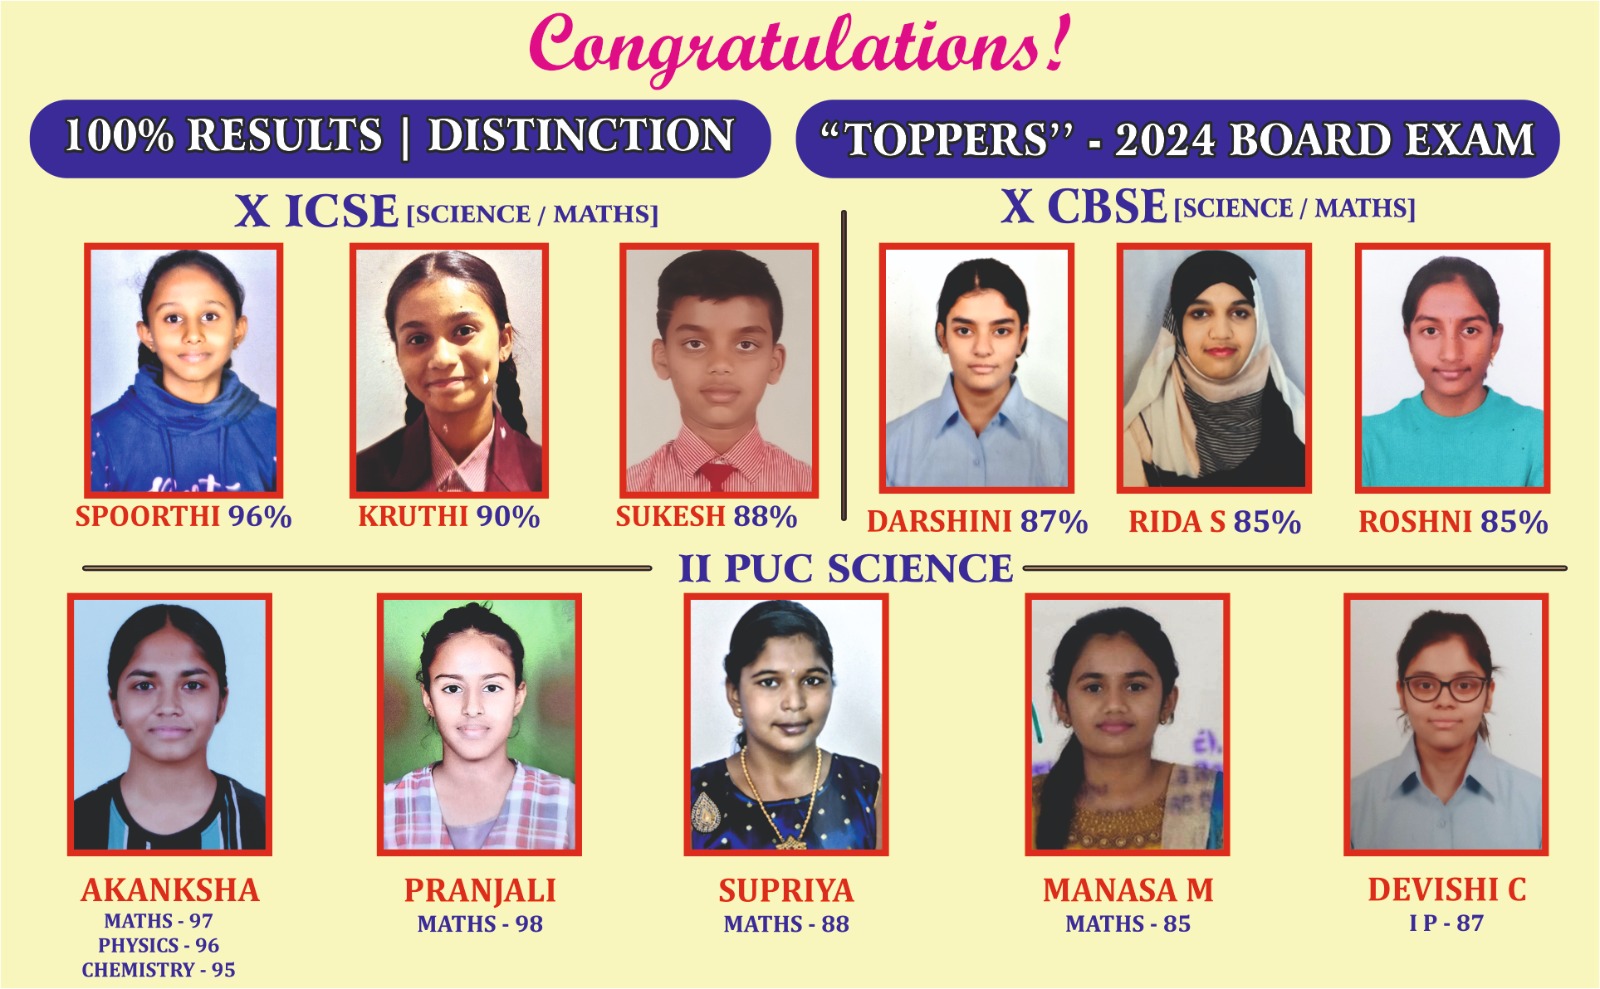 Congratulations!
100% RESULTS | DISTINCTION
“TOPPERS’’ - 2024 BOARD EXAM
X ICSE [SCIENCE / MATHS]
SPOORTHI 96%
KRUTHI 90%
SUKESH 88%
X CBSE [SCIENCE / MATHS]
DARSHINI 87%
RIDA S 85%
ROSHNI 85%
II PUC SCIENCE
AKANKSHA
MATHS - 97
PHYSICS - 96
CHEMISTRY - 95
PRANJALI
MATHS - 98
SUPRIYA
MATHS - 88
MANASA M
MATHS - 85
DEVISHI C
I P - 87